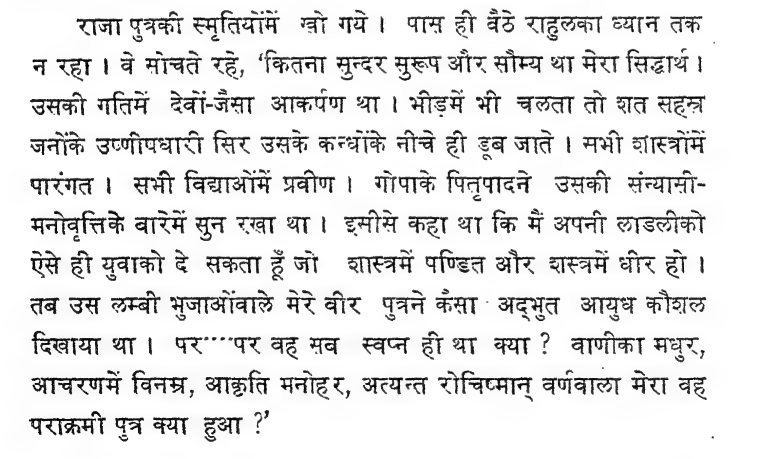 राजा पुत्रकी स्मृतियोंमें खो गये। पास ही बैठे राहुलका ध्यान तक
न रहा। वे सोचते रहे, ‘कितना सुन्दर सुरूप और सौम्य था मेरा सिद्धार्थ।
उसकी गतिमें देवों-जैसा आकर्षण था। भीड़में भी चलता तो शत सहस्र
जनोंके उष्णीषधारी सिर उसके कन्धोंके नीचे ही डूब जाते। सभी शास्त्रोंमें
पारंगत। सभी विद्याओंमें प्रवीण। गोपाके पितृपादने उसकी संन्यासी-
मनोवृत्तिके बारेमें सुन रखा था। इसीसे कहा था कि मैं अपनी लाडलीको
ऐसे ही युवाको दे सकता हूँ जो शास्त्रमें पण्डित और शस्त्रमें धीर हो।
तब उस लम्बी भुजाओंवाले मेरे वीर पुत्रने कैसा अद्भुत आयुध कौशल
दिखाया था। पर····पर वह सब स्वप्न ही था क्या? वाणीका मधुर,
आचरणमें विनम्र, आकृति मनोहर, अत्यन्त रोचिष्मान् वर्णवाला मेरा वह
पराक्रमी पुत्र क्या हुआ?’